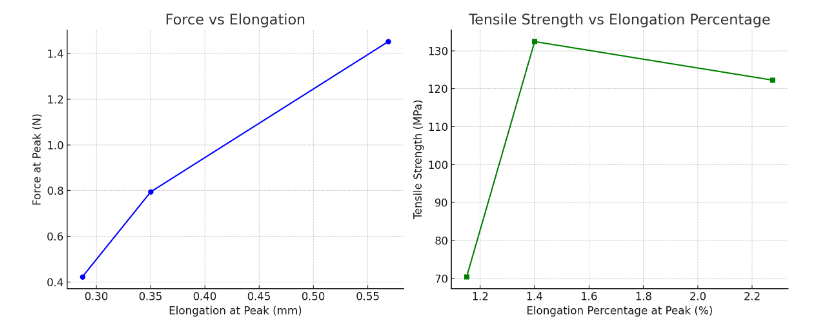 Force vs Elongation
Force at Peak (N)
1.4
1.2
1.0
0.8
0.6
0.4
0.30 0.35 0.40 0.45 0.50 0.55
Elongation at Peak (mm)
Tensile Strength vs Elongation Percentage
Tensile Strength (MPa)
130
120
110
100
90
80
70
1.2 1.4 1.6 1.8 2.0 2.2
Elongation Percentage at Peak (%)